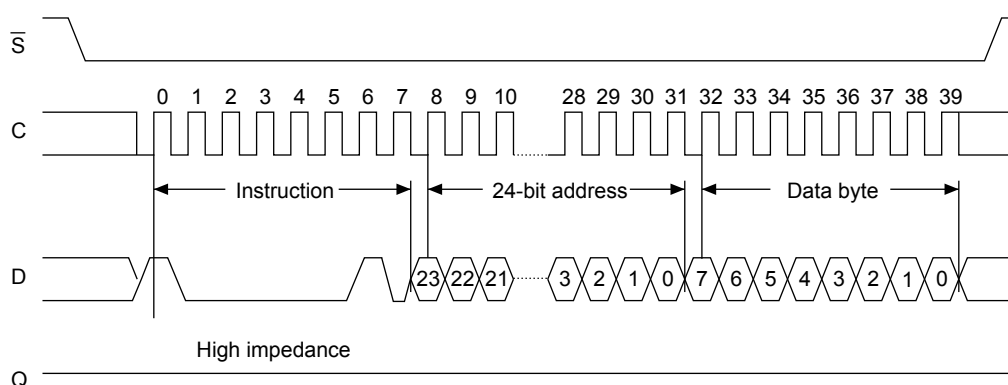 S
0 1 2 3 4 5 6 7 8 9 10 28 29 30 31 32 33 34 35 36 37 38 39
C
Instruction 24-bit address Data byte
D 23 22 21 3 2 1 0 7 6 5 4 3 2 1 0
High impedance
Q